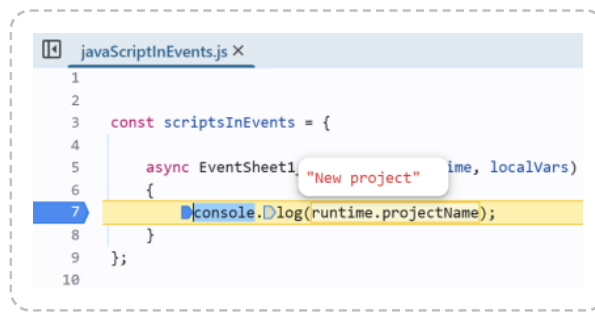 javaScriptInEvents.js ×
1
2
3 const scriptsInEvents = {
4
5 async EventSheet1_ ime, localVars)
"New project"
6 {
7 console.log(runtime.projectName);
8 }
9 };
10